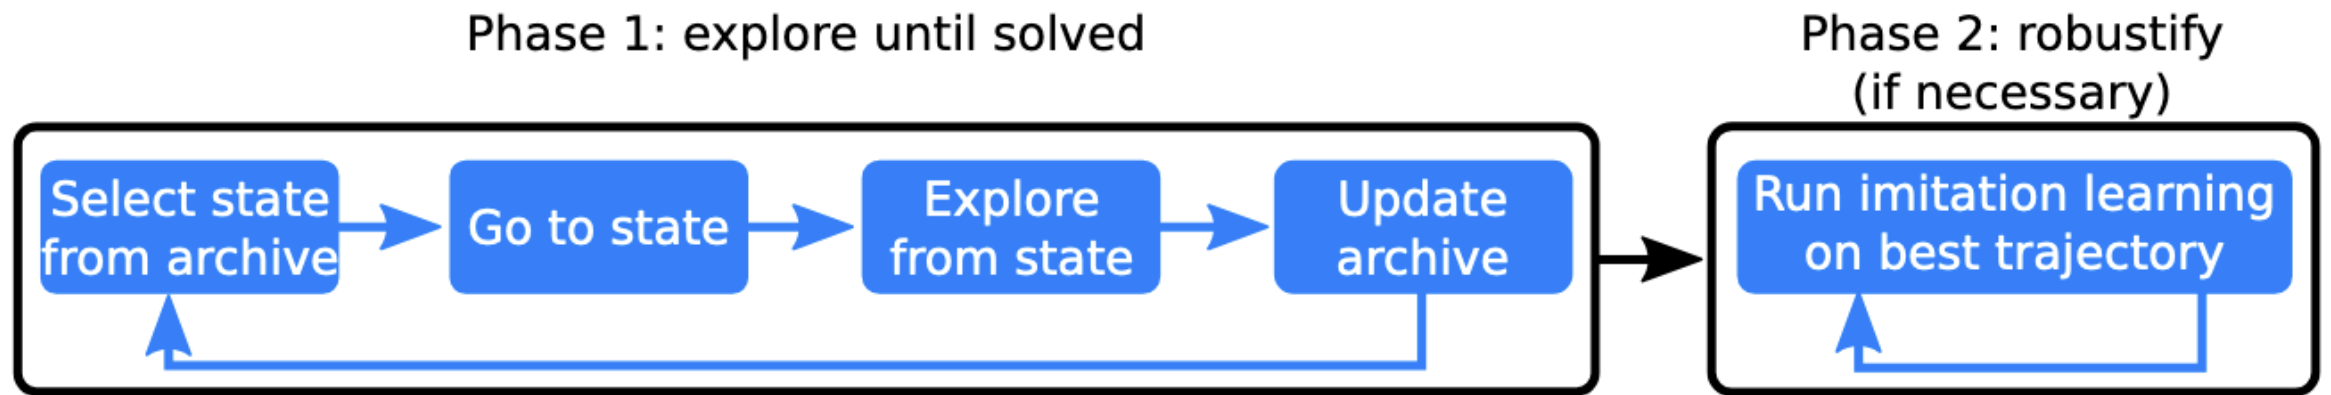 Phase 1: explore until solved
Select state
from archive
Go to state
Explore
from state
Update
archive
Phase 2: robustify
(if necessary)
Run imitation learning
on best trajectory